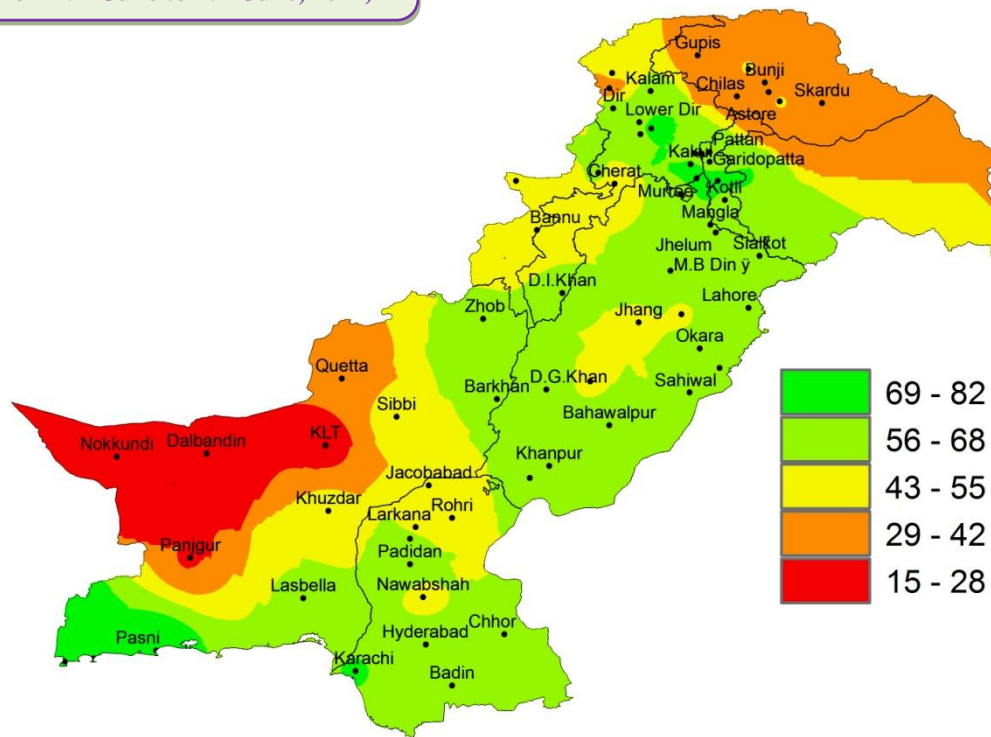 Gupis
Kalam
Bunji
Chilas
Skardu
Dir
Lower Dir
Astore
Pattan
Garidopatta
Cherat
Kotli
Bannu
Mangla
Jhelum
Sialkot
M.B Din ÿ
D.I.Khan
Zhob
Jhang
Lahore
Okara
Quetta
D.G.Khan
Barkhan
Sahiwal
Sibbi
Bahawalpur
Nokkundi
Dalbandin
KLT
Khanpur
Jacobabad
Khuzdar
Rohri
Larkana
Panjgur
Padidan
Lasbella
Nawabshah
Chhor
Pasni
Hyderabad
Karachi
Badin
69 - 82
56 - 68
43 - 55
29 - 42
15 - 28